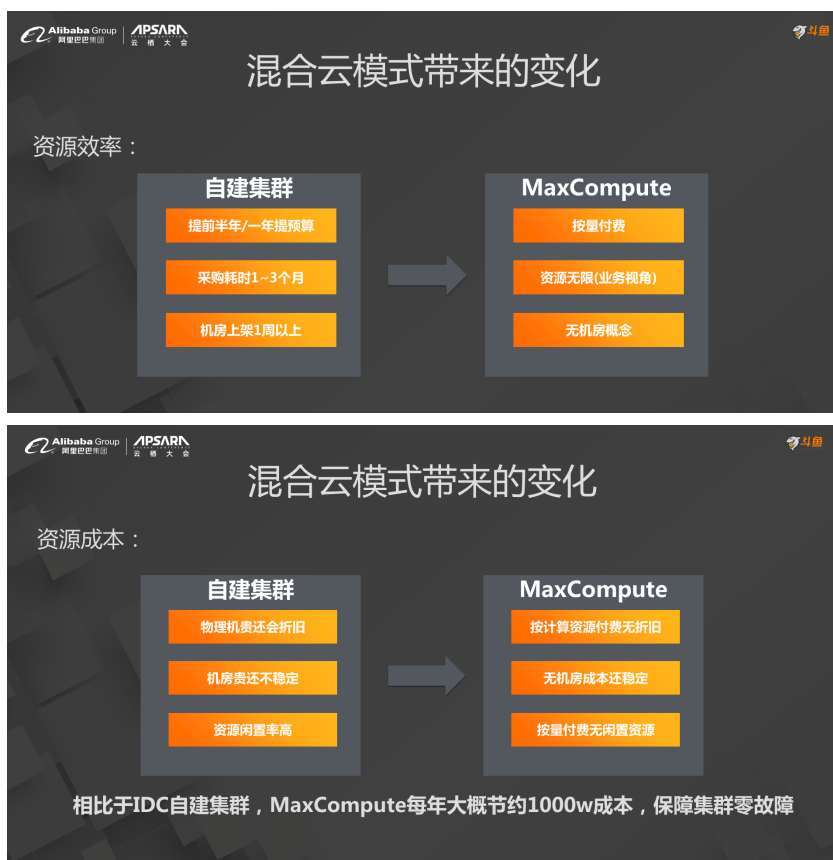 Alibaba Group
阿里巴巴集团
APSARA
云栖大会
斗鱼
混合云模式带来的变化
资源效率：
自建集群
提前半年/一年提预算
采购耗时1~3个月
机房上架1周以上
MaxCompute
按量付费
资源无限(业务视角)
无机房概念
Alibaba Group
阿里巴巴集团
APSARA
云栖大会
斗鱼
混合云模式带来的变化
资源成本：
自建集群
物理机贵还会折旧
机房贵还不稳定
资源闲置率高
MaxCompute
按计算资源付费无折旧
无机房成本还稳定
按量付费无闲置资源
相比于IDC自建集群，MaxCompute每年大概节约1000w成本，保障集群零故障